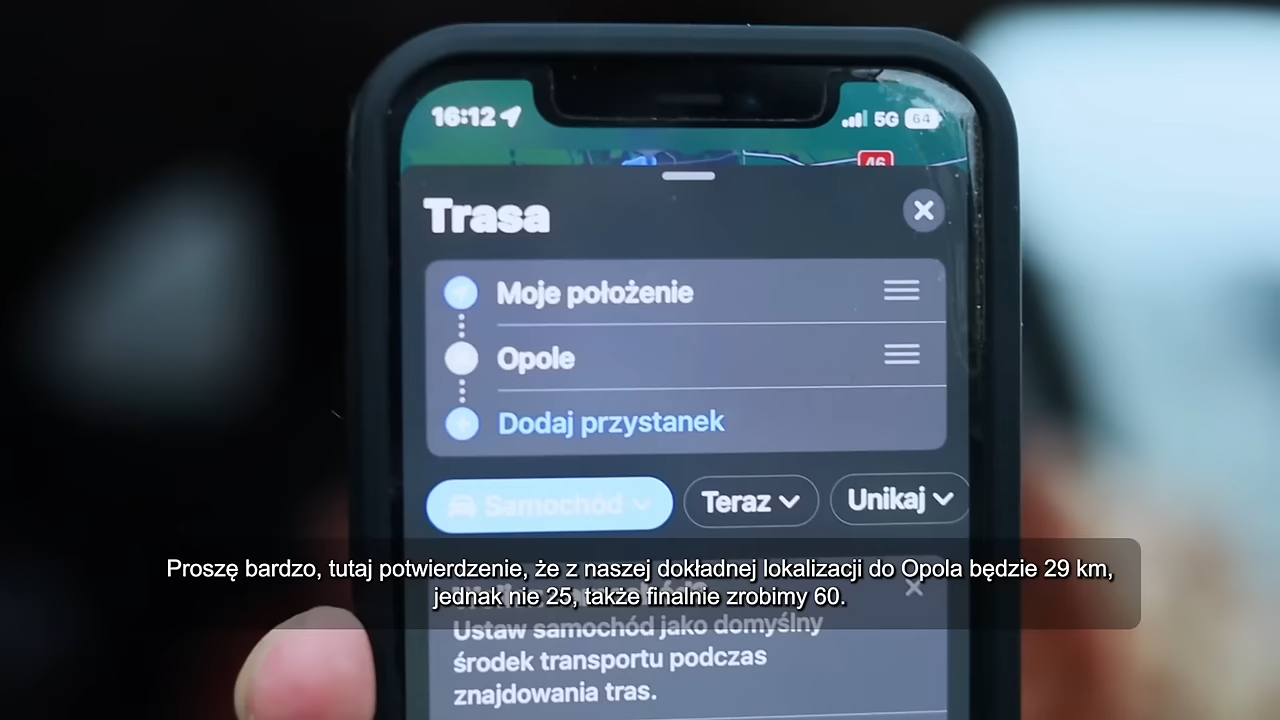 16:12
5G 64
46
Trasa
Moje położenie
Opole
Dodaj przystanek
Samochód
Teraz
Unikaj
Proszę bardzo, tutaj potwierdzenie, że z naszej dokładnej lokalizacji do Opola będzie 29 km,
jednak nie 25, także finalnie zrobimy 60.
Ustaw samochód jako domyślny
środek transportu podczas
znajdowania tras.